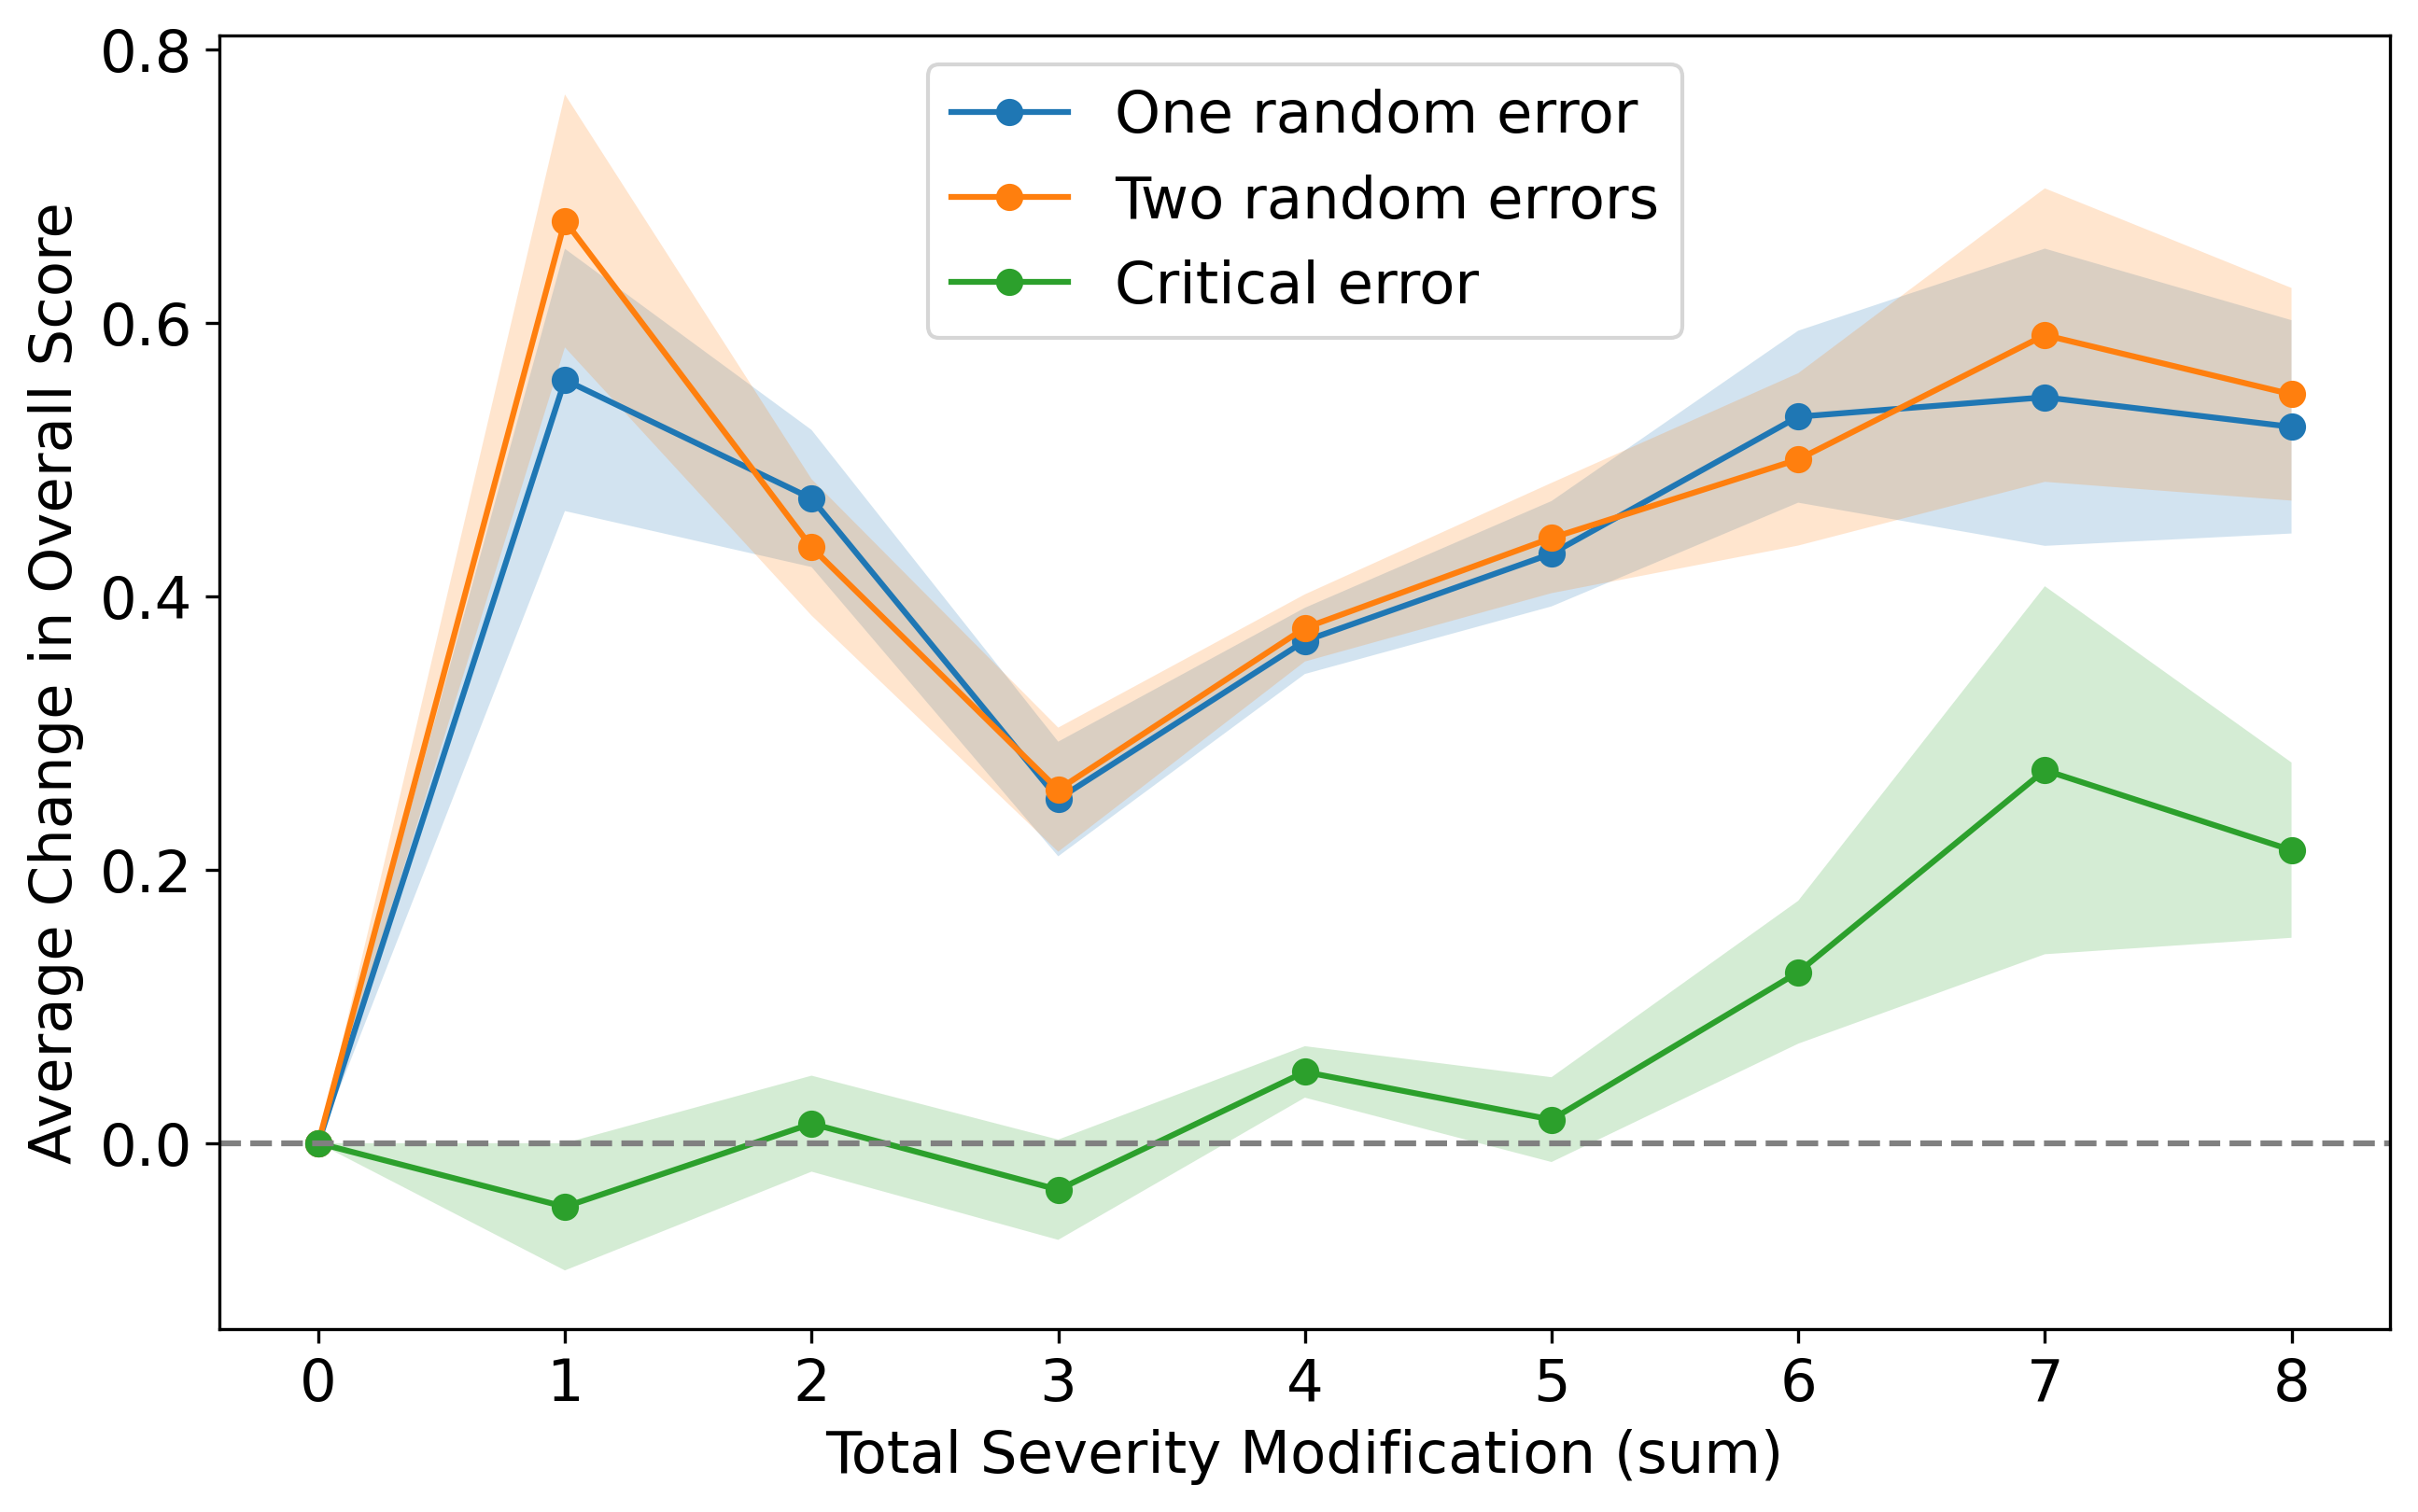 Average Change in Overall Score
0.8
0.6
0.4
0.2
0.0
One random error
Two random errors
Critical error
0 1 2 3 4 5 6 7 8
Total Severity Modification (sum)